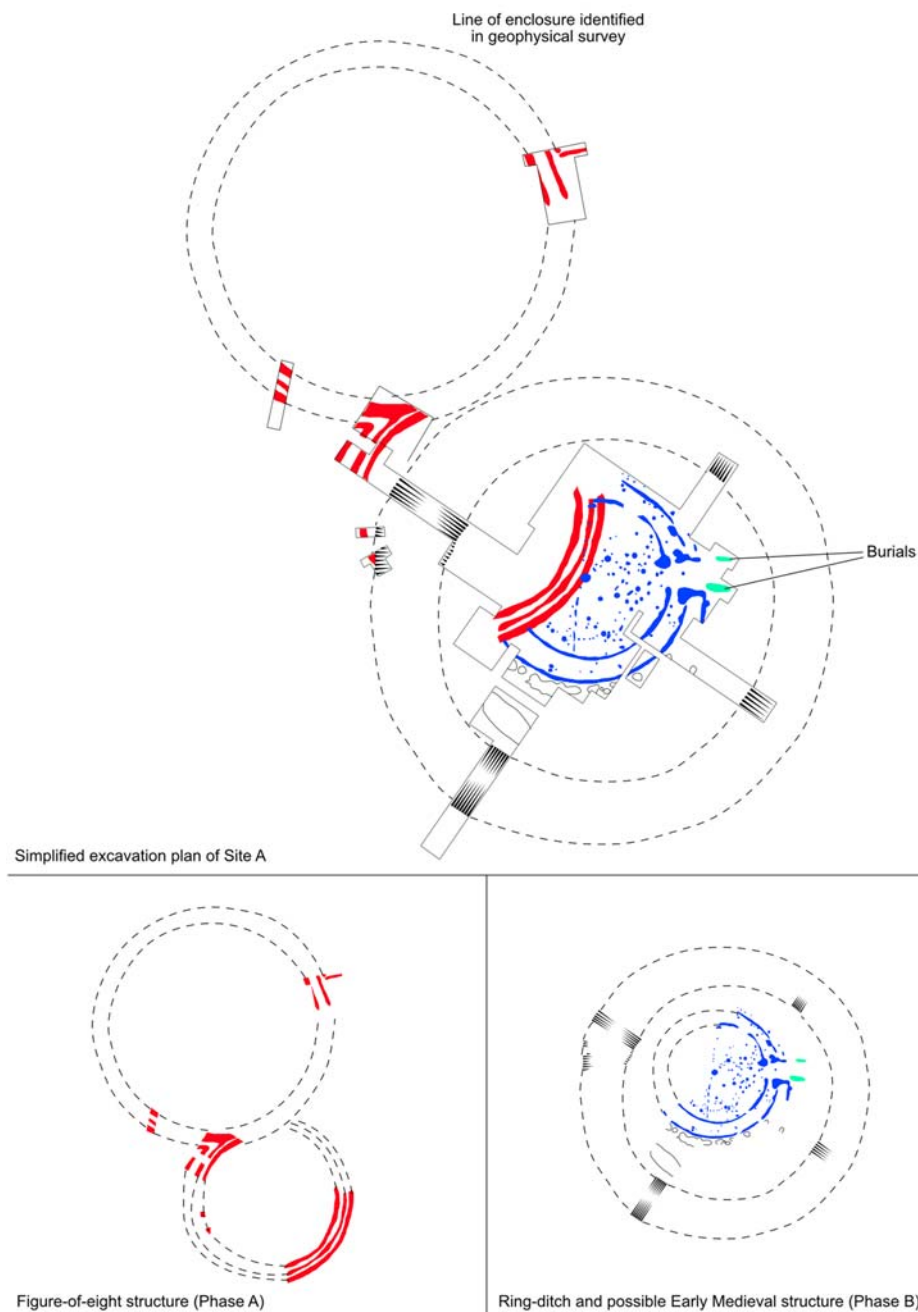 Line of enclosure identified
in geophysical survey
Burials
Simplified excavation plan of Site A
Figure-of-eight structure (Phase A)
Ring-ditch and possible Early Medieval structure (Phase B)